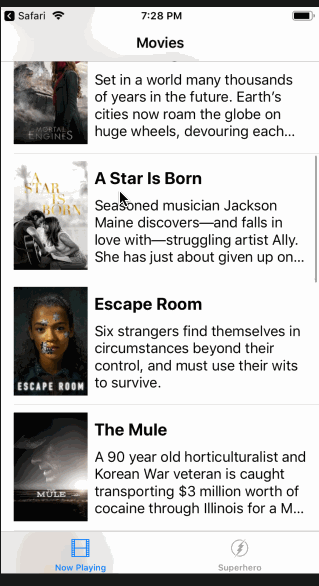 Safari
7:28 PM
Movies
MORTAL
ENGINES
Set in a world many thousands
of years in the future. Earth’s
cities now roam the globe on
huge wheels, devouring each...
A
STAR
IS
BORN
A Star Is Born
Seasoned musician Jackson
Maine discovers—and falls in
love with—struggling artist Ally.
She has just about given up on...
ESCAPE ROOM
Escape Room
Six strangers find themselves in
circumstances beyond their
control, and must use their wits
to survive.
MULE
The Mule
A 90 year old horticulturalist and
Korean War veteran is caught
transporting $3 million worth of
cocaine through Illinois for a M...
Now Playing
Superhero